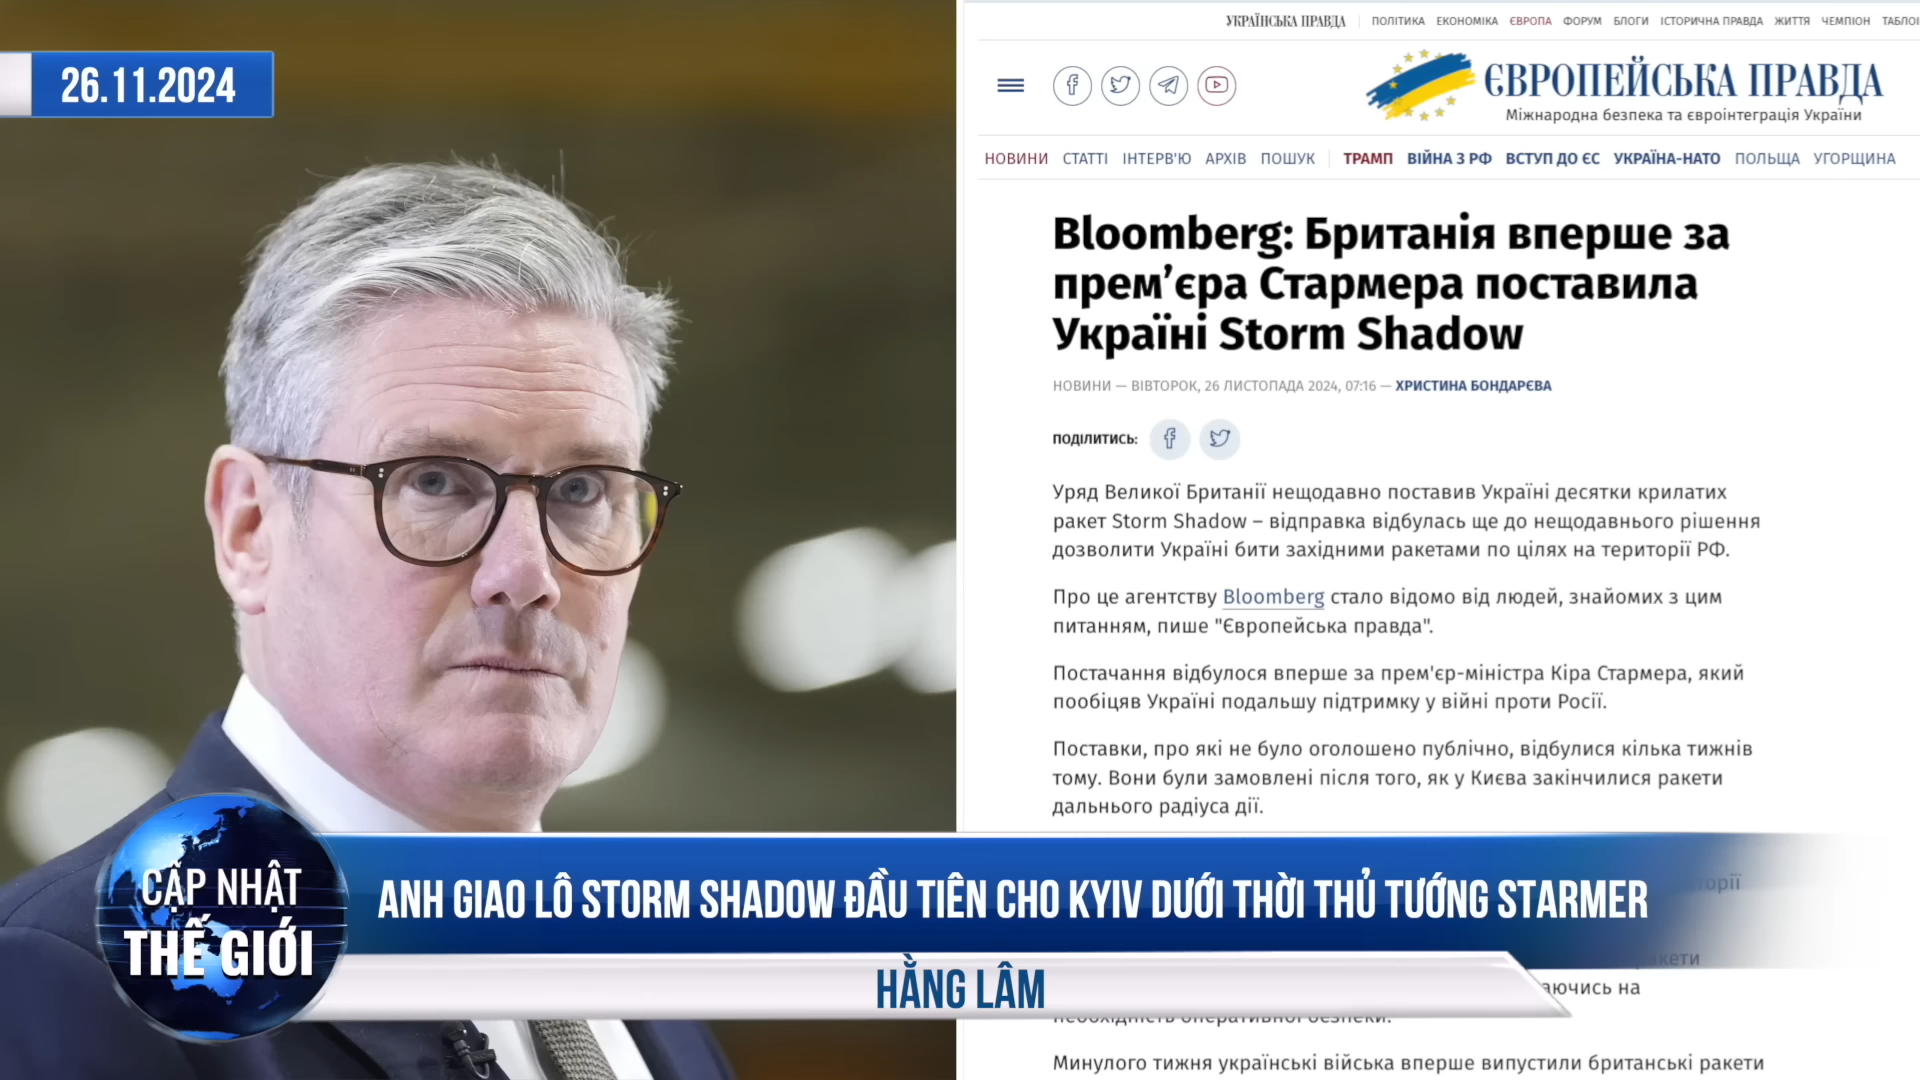 26.11.2024
УКРАЇНСЬКА ПРАВДА ПОЛІТИКА ЕКОНОМІКА ЄВРОПА ФОРУМ БЛОГИ ІСТОРИЧНА ПРАВДА ЖИТТЯ ЧЕМПІОН
ЄВРОПЕЙСЬКА ПРАВДА
Міжнародна безпека та євроінтеграція України
НОВИНИ СТАТТІ ІНТЕРВ'Ю АРХІВ ПОШУК ТРАМП ВІЙНА З РФ ВСТУП ДО ЄС УКРАЇНА-НАТО ПОЛЬЩА УГОРЩИНА
Bloomberg: Британія вперше за
прем’єра Стармера поставила
Україні Storm Shadow
НОВИНИ — ВІВТОРОК, 26 ЛИСТОПАДА 2024, 07:16 — ХРИСТИНА БОНДАРЄВА
ПОДІЛИТИСЬ:
Уряд Великої Британії нещодавно поставив Україні десятки крилатих
ракет Storm Shadow – відправка відбулась ще до нещодавнього рішення
дозволити Україні бити західними ракетами по цілях на території РФ.
Про це агентству Bloomberg стало відомо від людей, знайомих з цим
питанням, пише "Європейська правда".
Постачання відбулося вперше за прем'єр-міністра Кіра Стармера, який
пообіцяв Україні подальшу підтримку у війні проти Росії.
Поставки, про які не було оголошено публічно, відбулися кілька тижнів
тому. Вони були замовлені після того, як у Києва закінчилися ракети
дальнього радіуса дії.
CẬP NHẬT
THẾ GIỚI
ANH GIAO LÔ STORM SHADOW ĐẦU TIÊN CHO KYIV DƯỚI THỜI THỦ TƯỚNG STARMER
HẰNG LÂM
на
Минулого тижня українські війська вперше випустили британські ракети